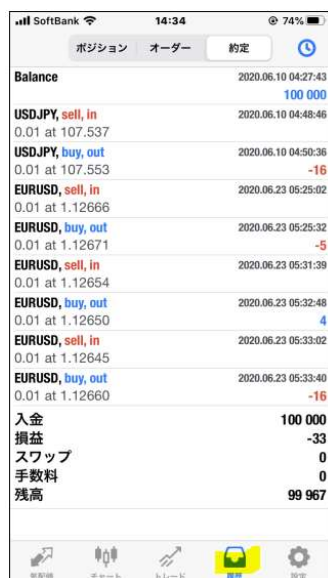 SoftBank 14:34 74%
ポジション オーダー 約定
Balance 2020.06.10 04:27:43
100 000
USDJPY, sell, in 2020.06.10 04:48:46
0.01 at 107.537
USDJPY, buy, out 2020.06.10 04:50:36
0.01 at 107.553 -16
EURUSD, sell, in 2020.06.23 05:25:02
0.01 at 1.12666
EURUSD, buy, out 2020.06.23 05:25:32
0.01 at 1.12671 -5
EURUSD, sell, in 2020.06.23 05:31:39
0.01 at 1.12654
EURUSD, buy, out 2020.06.23 05:32:48
0.01 at 1.12650 4
EURUSD, sell, in 2020.06.23 05:33:02
0.01 at 1.12645
EURUSD, buy, out 2020.06.23 05:33:40
0.01 at 1.12660 -16
入金 100 000
損益 -33
スワップ 0
手数料 0
残高 99 967